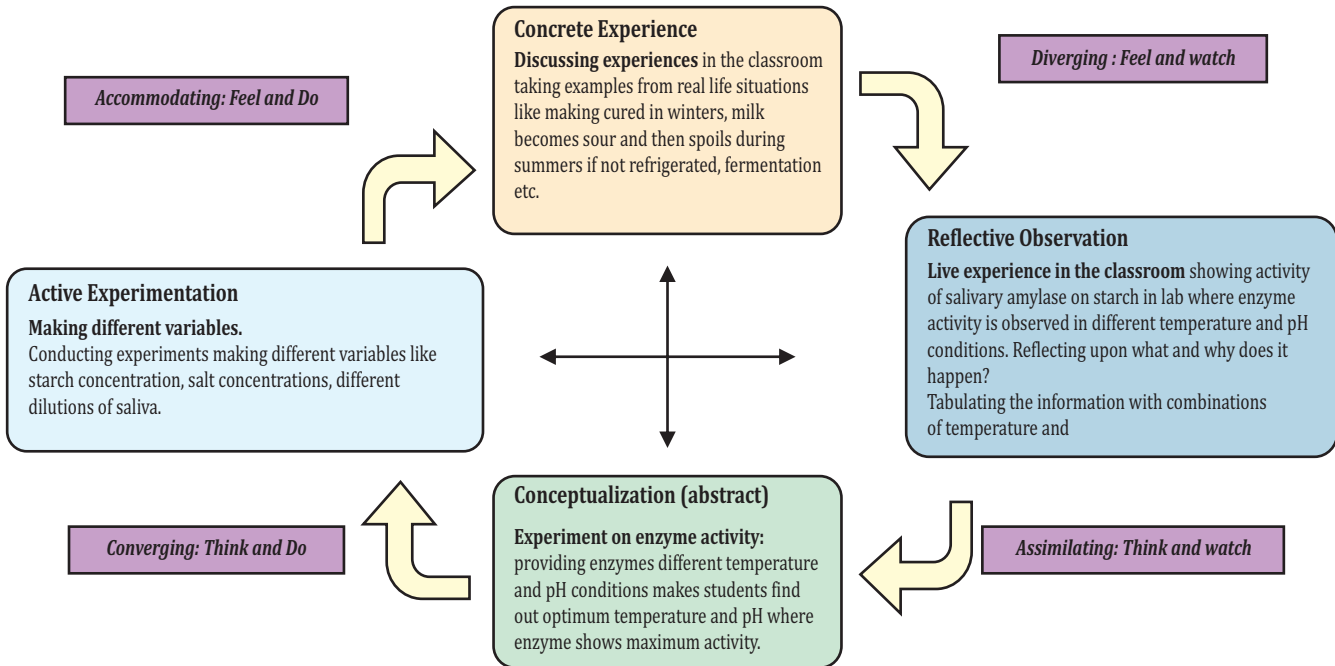 Concrete Experience
Discussing experiences in the classroom
taking examples from real life situations
like making cured in winters, milk
becomes sour and then spoils during
summers if not refrigerated, fermentation
etc.
Diverging : Feel and watch
Accommodating: Feel and Do
Reflective Observation
Live experience in the classroom showing activity
of salivary amylase on starch in lab where enzyme
activity is observed in different temperature and pH
conditions. Reflecting upon what and why does it
happen?
Tabulating the information with combinations
of temperature and
Active Experimentation
Making different variables.
Conducting experiments making different variables like
starch concentration, salt concentrations, different
dilutions of saliva.
Conceptualization (abstract)
Experiment on enzyme activity:
providing enzymes different temperature
and pH conditions makes students find
out optimum temperature and pH where
enzyme shows maximum activity.
Converging: Think and Do
Assimilating: Think and watch